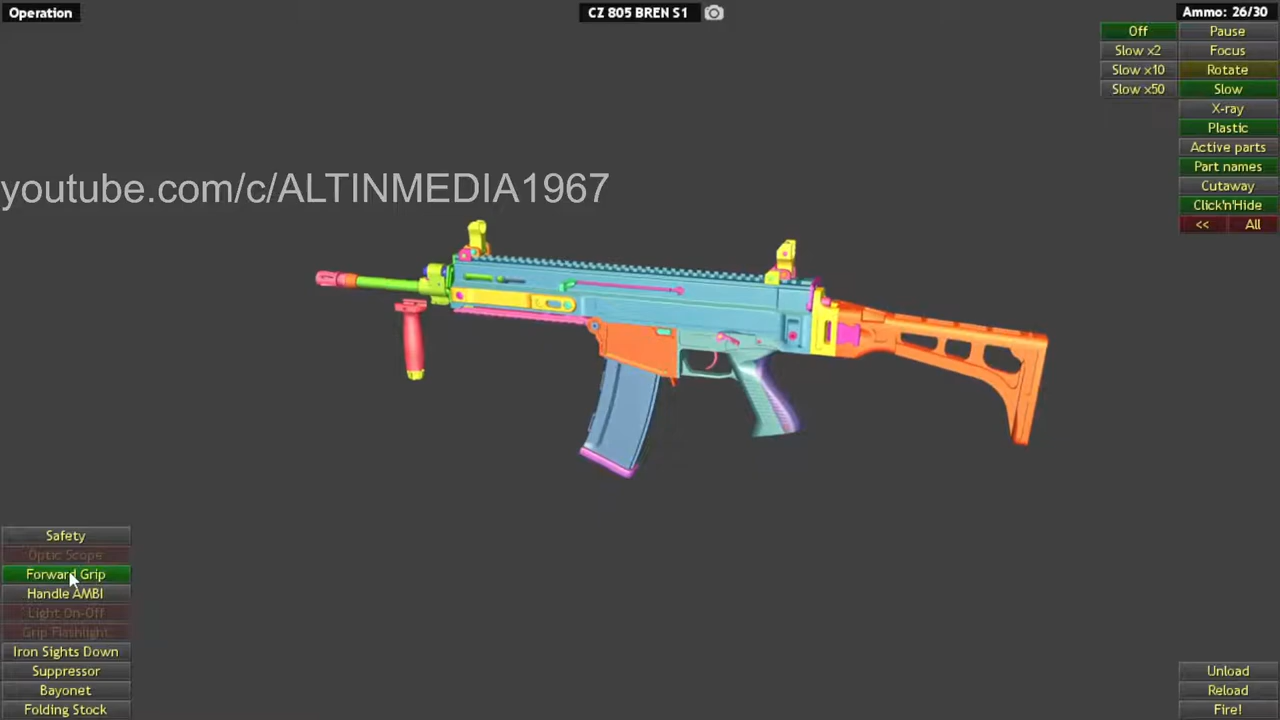 Operation
CZ 805 BREN S1
Ammo: 26/30
Off
Pause
Slow x2
Focus
Slow x10
Rotate
Slow x50
Slow
X-ray
Plastic
Active parts
Part names
Cutaway
Click'n'Hide
<< All
youtube.com/c/ALTINMEDIA1967
Safety
Optic Scope
Forward Grip
Handle AMBI
Light On-Off
Grip Flashlight
Iron Sights Down
Suppressor
Bayonet
Folding Stock
Unload
Reload
Fire!